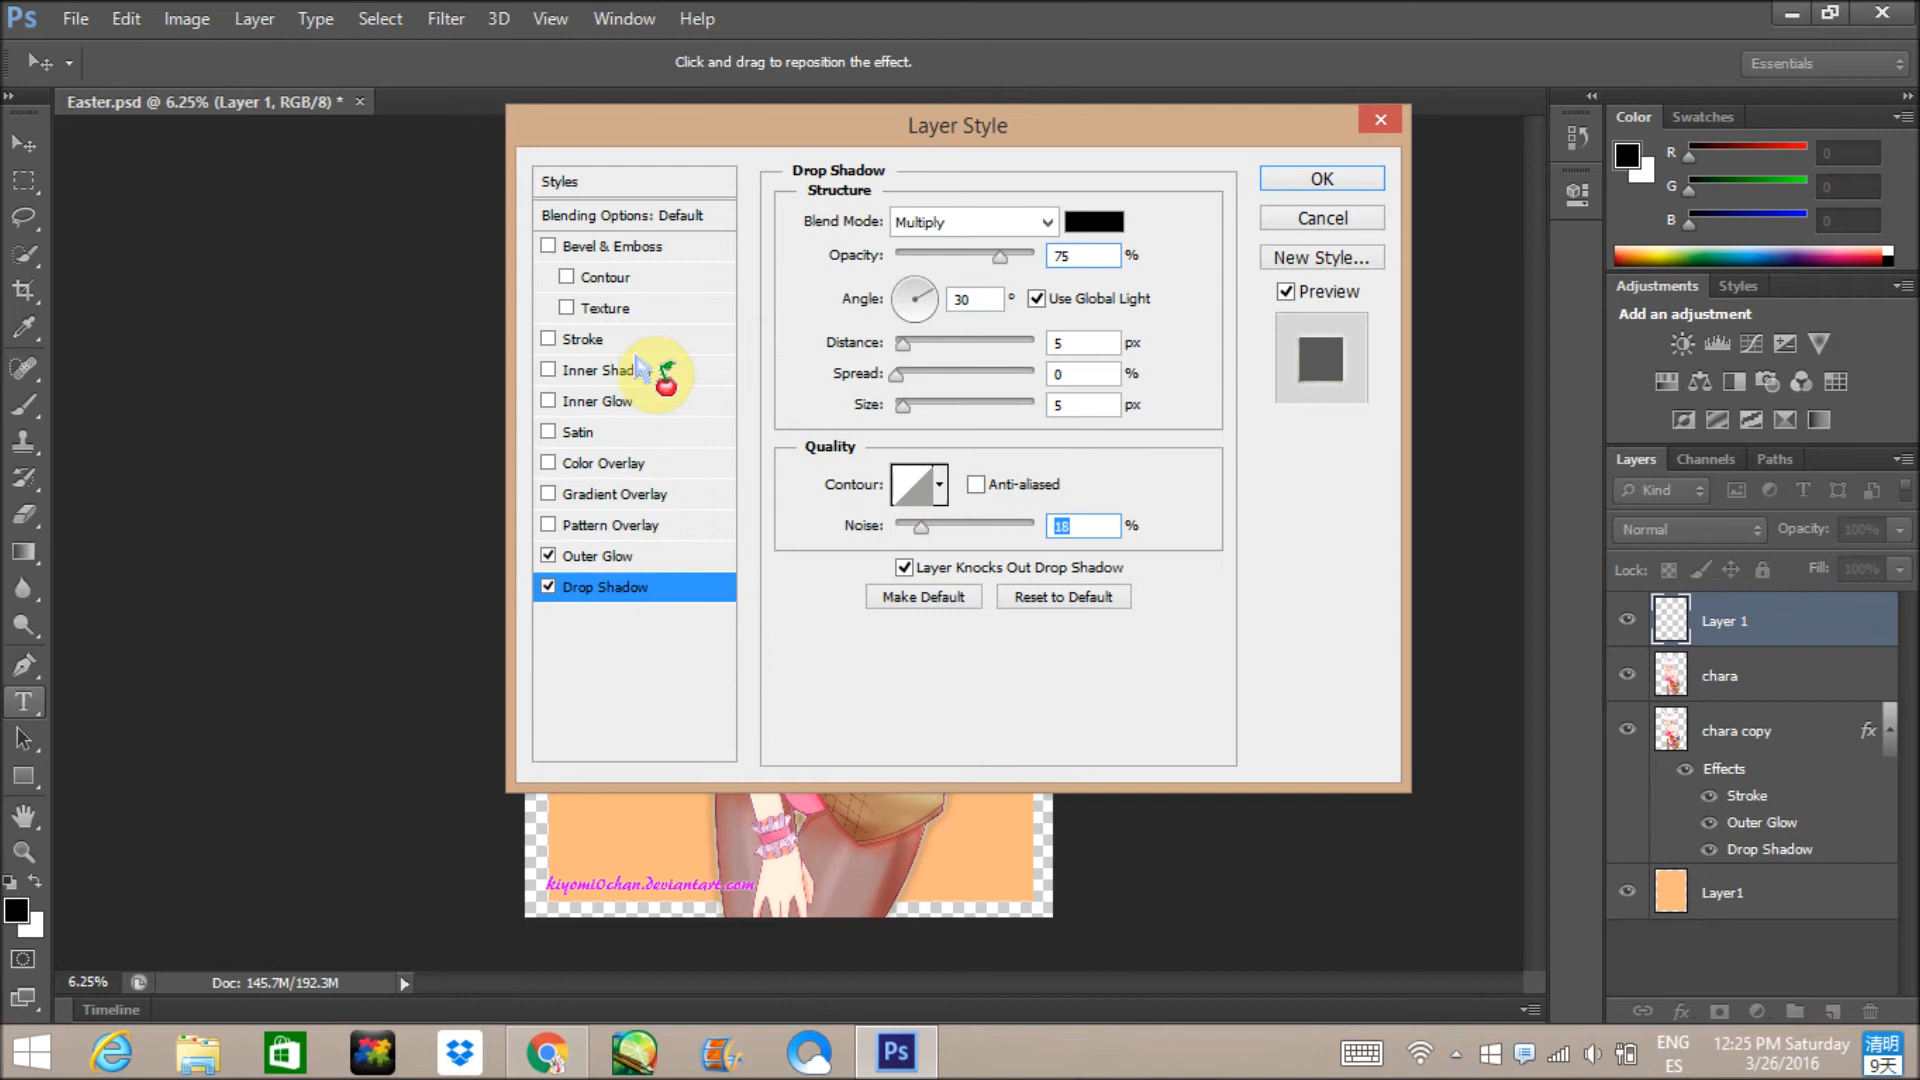 Ps File Edit Image Layer Type Select Filter 3D View Window Help
Click and drag to reposition the effect.
Essentials
Easter.psd @ 6.25% (Layer 1, RGB/8) * ×
Layer Style
Styles
Blending Options: Default
Bevel & Emboss
Contour
Texture
Stroke
Inner Shadow
Inner Glow
Satin
Color Overlay
Gradient Overlay
Pattern Overlay
Outer Glow
Drop Shadow
Drop Shadow
Structure
Blend Mode: Multiply
Opacity: 75 %
Angle: 30 ° Use Global Light
Distance: 5 px
Spread: 0 %
Size: 5 px
Quality
Contour: Anti-aliased
Noise: 18 %
Layer Knocks Out Drop Shadow
Make Default Reset to Default
OK
Cancel
New Style...
Preview
Color Swatches
R 0
G 0
B 0
Adjustments Styles
Add an adjustment
Layers Channels Paths
Kind
Normal Opacity: 100%
Lock: Fill: 100%
Layer 1
chara
chara copy fx
Effects
Stroke
Outer Glow
Drop Shadow
Layer1
kiyomi0chan.deviantart.com
6.25% Doc: 145.7M/192.3M
Timeline
Ps
ENG
ES
12:25 PM Saturday
3/26/2016
清明
9天